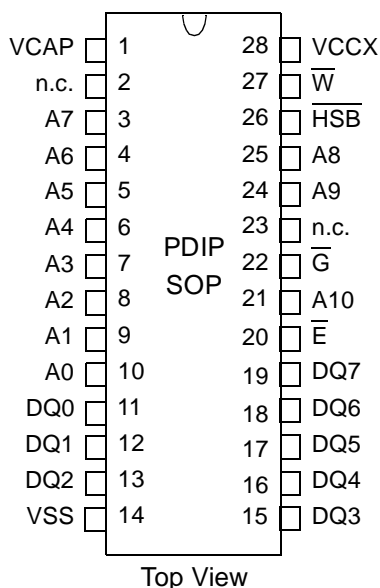 VCAP 1 28 VCCX
n.c. 2 27 W̅
A7 3 26 H̅S̅B̅
A6 4 25 A8
A5 5 24 A9
A4 6 23 n.c.
A3 7 PDIP 22 G̅
A2 8 SOP 21 A10
A1 9 20 E̅
A0 10 19 DQ7
DQ0 11 18 DQ6
DQ1 12 17 DQ5
DQ2 13 16 DQ4
VSS 14 15 DQ3
Top View